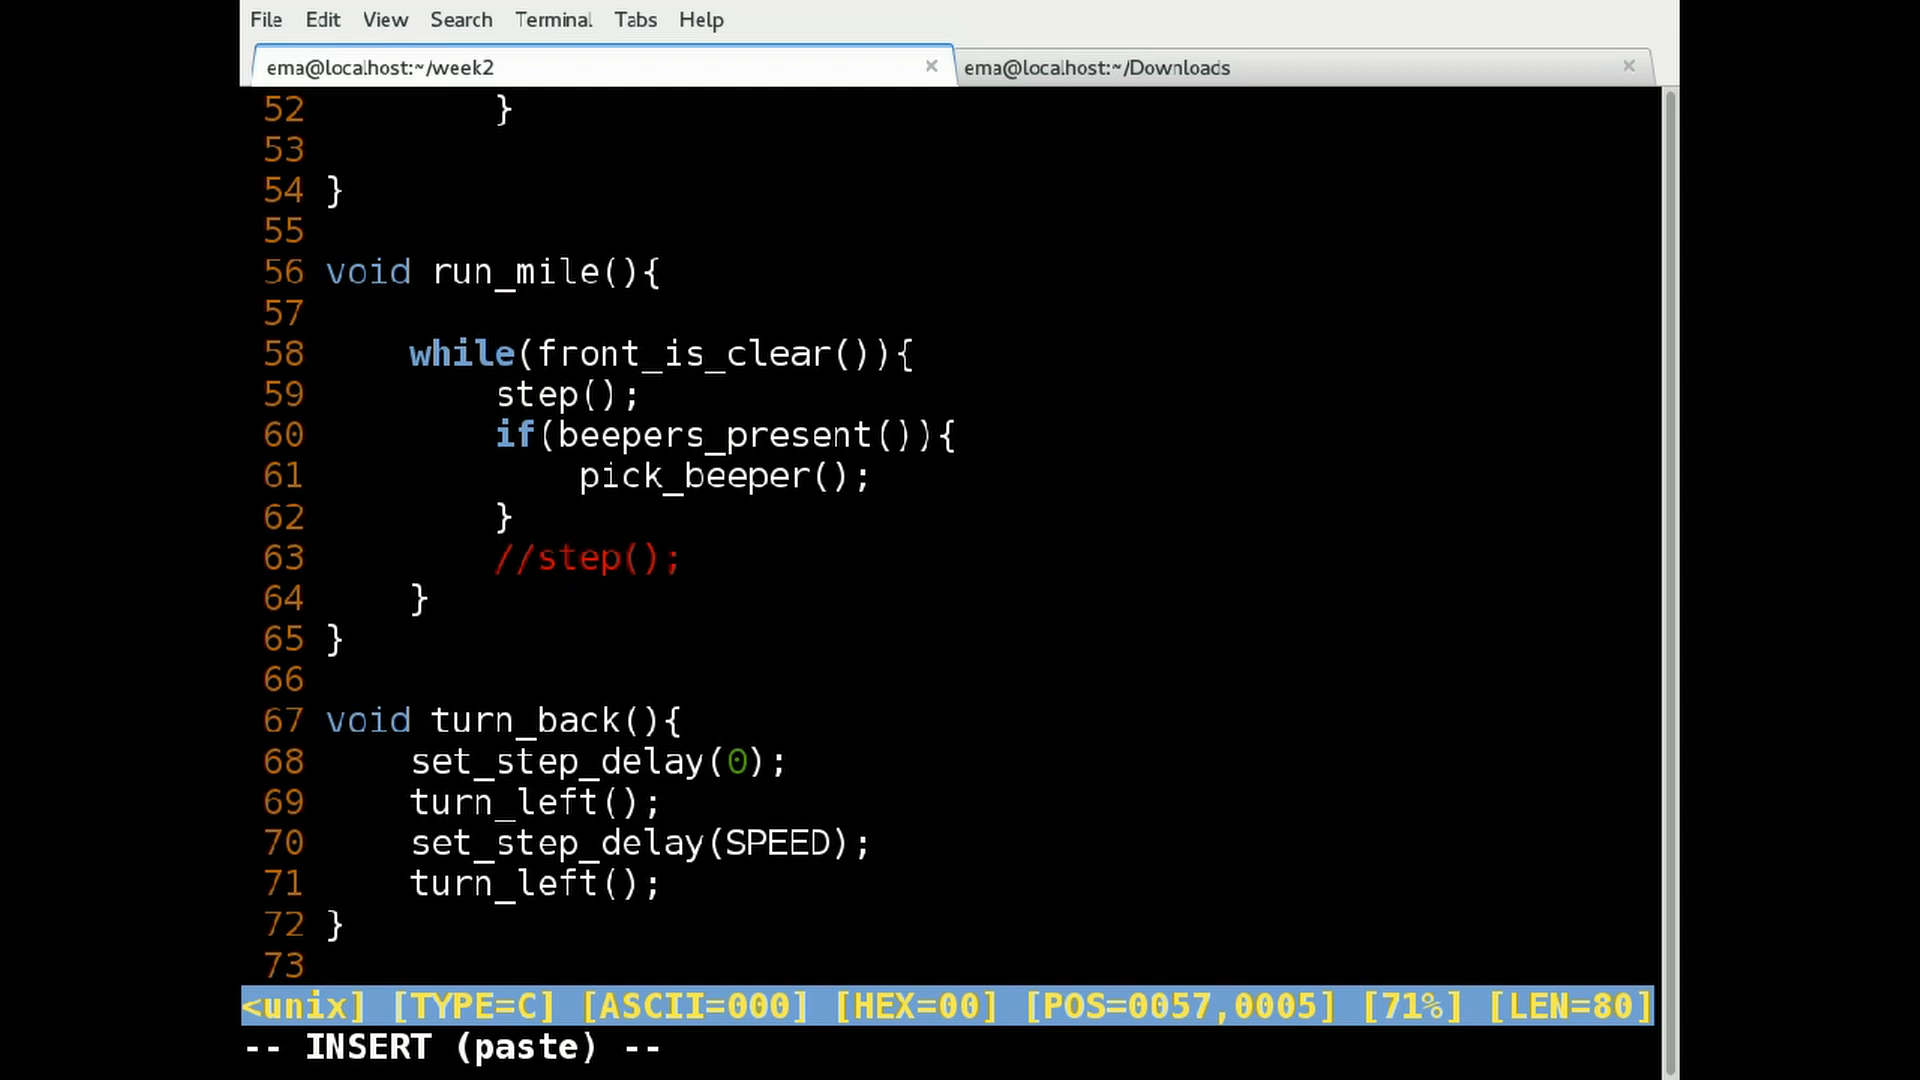 File Edit View Search Terminal Tabs Help
ema@localhost:~/week2 × ema@localhost:~/Downloads ×
52 }
53
54 }
55
56 void run_mile(){
57
58 while(front_is_clear()){
59 step();
60 if(beepers_present()){
61 pick_beeper();
62 }
63 //step();
64 }
65 }
66
67 void turn_back(){
68 set_step_delay(0);
69 turn_left();
70 set_step_delay(SPEED);
71 turn_left();
72 }
73
<unix] [TYPE=C] [ASCII=000] [HEX=00] [POS=0057,0005] [71%] [LEN=80]
-- INSERT (paste) --